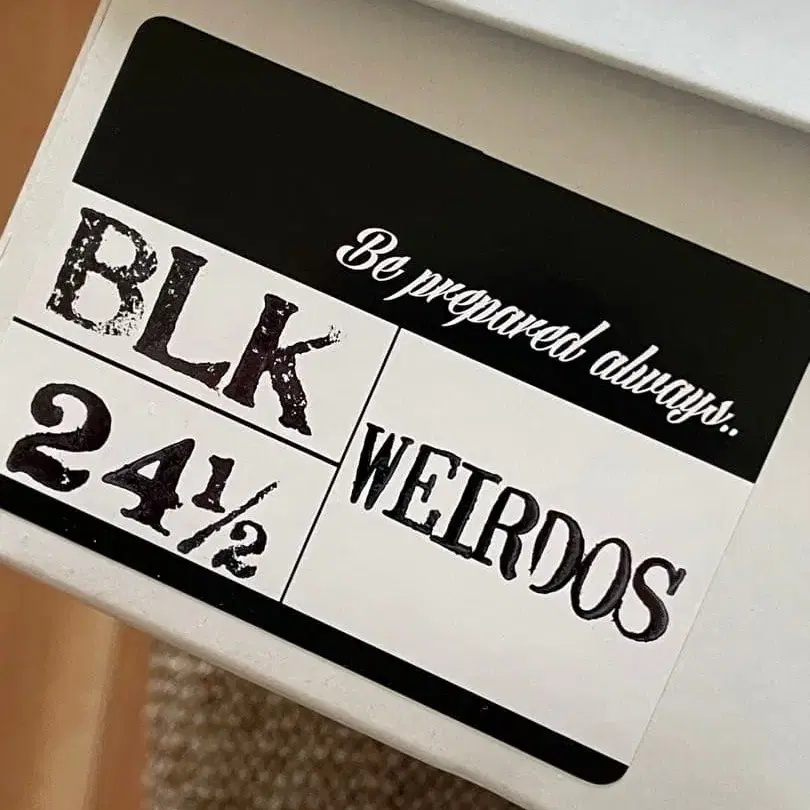 Be prepared always..
BLK
24½
WEIRDOS